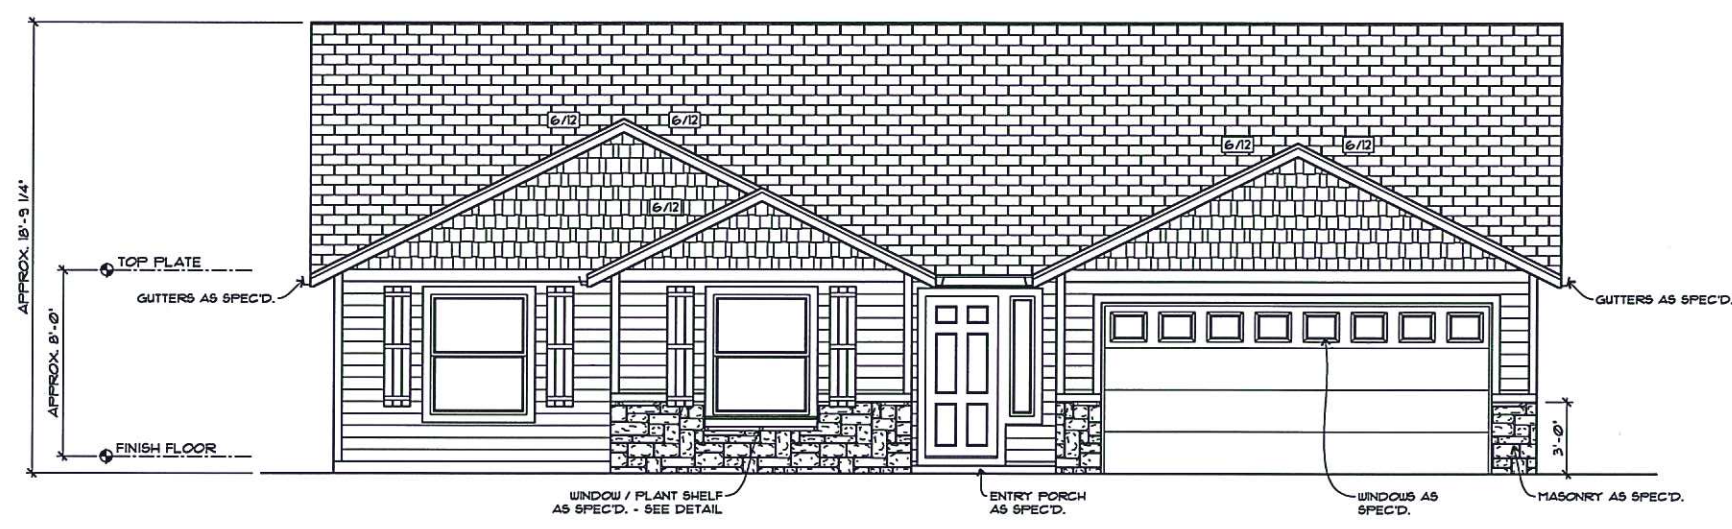 6/12
6/12
6/12
6/12
6/12
APPROX. 18'-9 1/4"
TOP PLATE
GUTTERS AS SPEC'D.
GUTTERS AS SPEC'D.
APPROX. 8'-0"
FINISH FLOOR
3'-0"
WINDOW / PLANT SHELF
AS SPEC'D. - SEE DETAIL
ENTRY PORCH
AS SPEC'D.
WINDOWS AS
SPEC'D.
MASONRY AS SPEC'D.